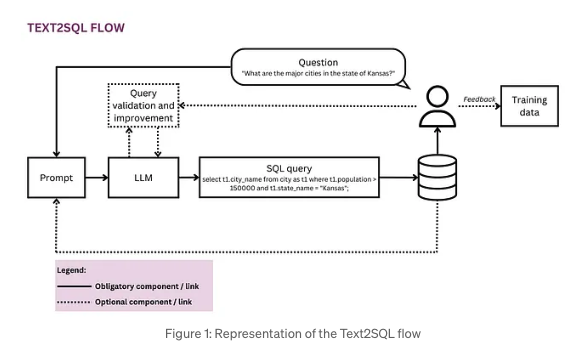 TEXT2SQL FLOW
Question
"What are the major cities in the state of Kansas?"
Query
validation and
improvement
Feedback
Training
data
Prompt
LLM
SQL query
select t1.city_name from city as t1 where t1.population >
150000 and t1.state_name = "Kansas";
Legend:
Obligatory component / link
Optional component / link
Figure 1: Representation of the Text2SQL flow